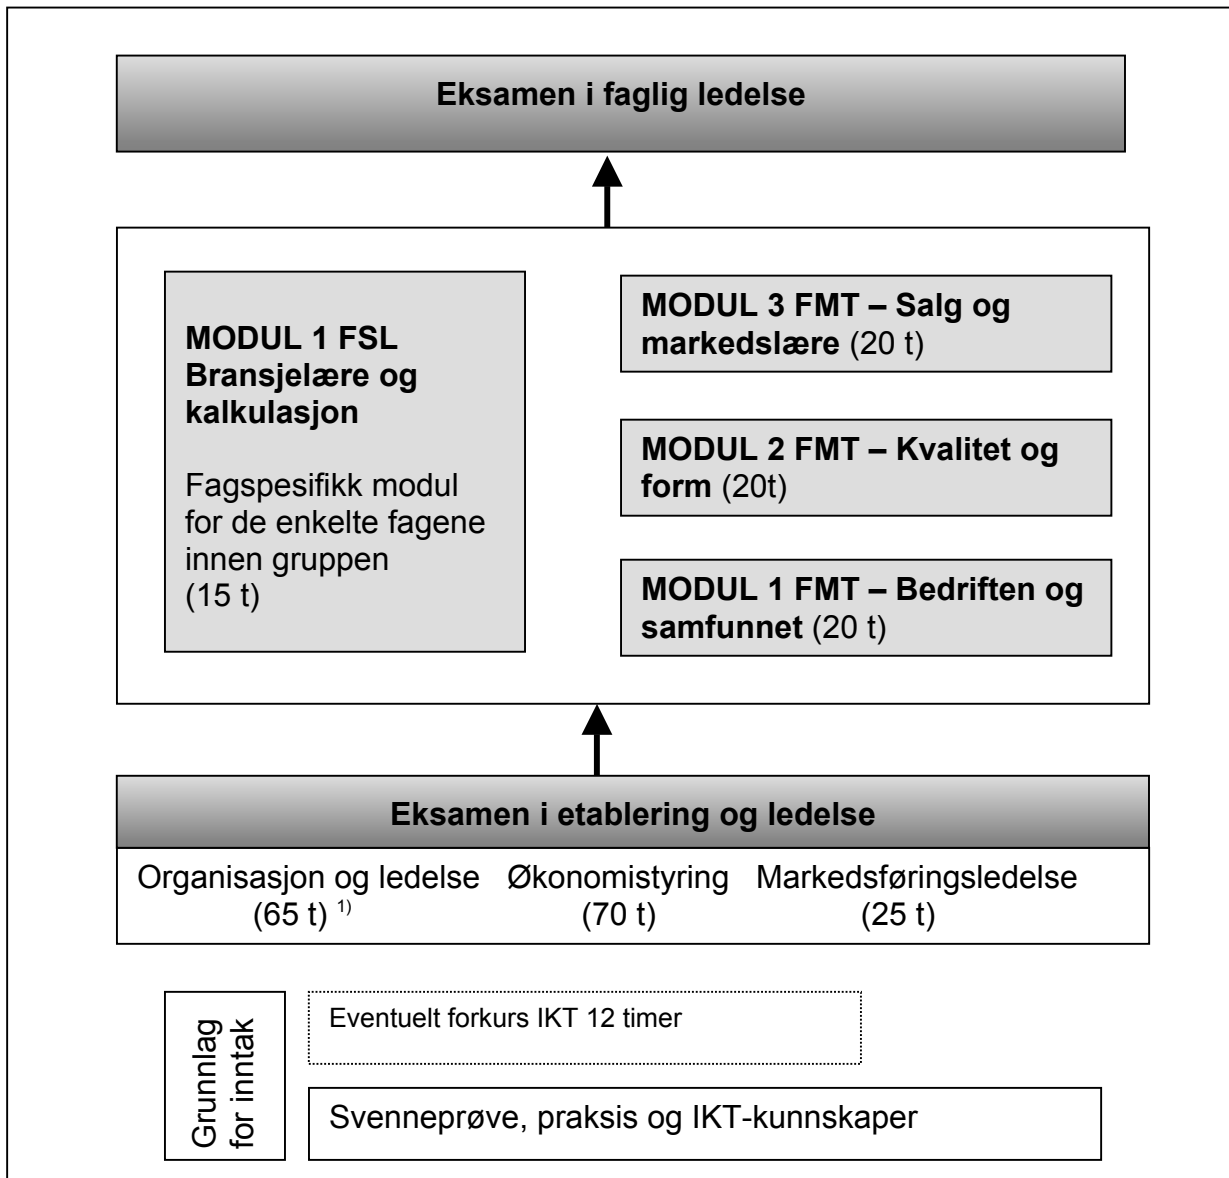 Eksamen i faglig ledelse
MODUL 1 FSL
Bransjelære og
kalkulasjon
Fagspesifikk modul
for de enkelte fagene
innen gruppen
(15 t)
MODUL 3 FMT – Salg og
markedslære (20 t)
MODUL 2 FMT – Kvalitet og
form (20t)
MODUL 1 FMT – Bedriften og
samfunnet (20 t)
Eksamen i etablering og ledelse
Organisasjon og ledelse Økonomistyring Markedsføringsledelse
(65 t) 1) (70 t) (25 t)
Grunnlag
for inntak
Eventuelt forkurs IKT 12 timer
Svenneprøve, praksis og IKT-kunnskaper